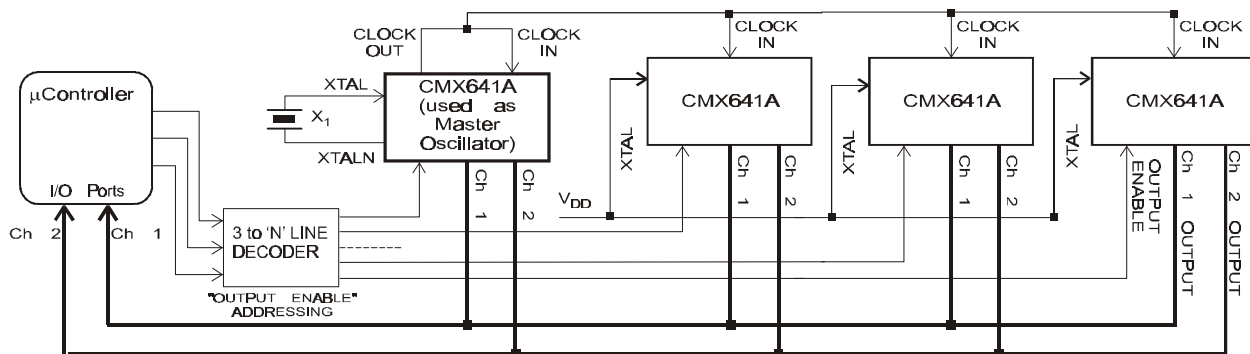 CLOCK
OUT
CLOCK
IN
CLOCK
IN
CLOCK
IN
CLOCK
IN
µController
I/O Ports
Ch 2
Ch 1
XTAL
X1
XTALN
CMX641A
(used as
Master
Oscillator)
CMX641A
CMX641A
CMX641A
XTAL
XTAL
XTAL
VDD
3 to 'N' LINE
DECODER
"OUTPUT ENABLE"
ADDRESSING
Ch 1
Ch 2
Ch 1
Ch 2
Ch 1
Ch 2
OUTPUT
ENABLE
Ch 1 OUTPUT
Ch 2 OUTPUT